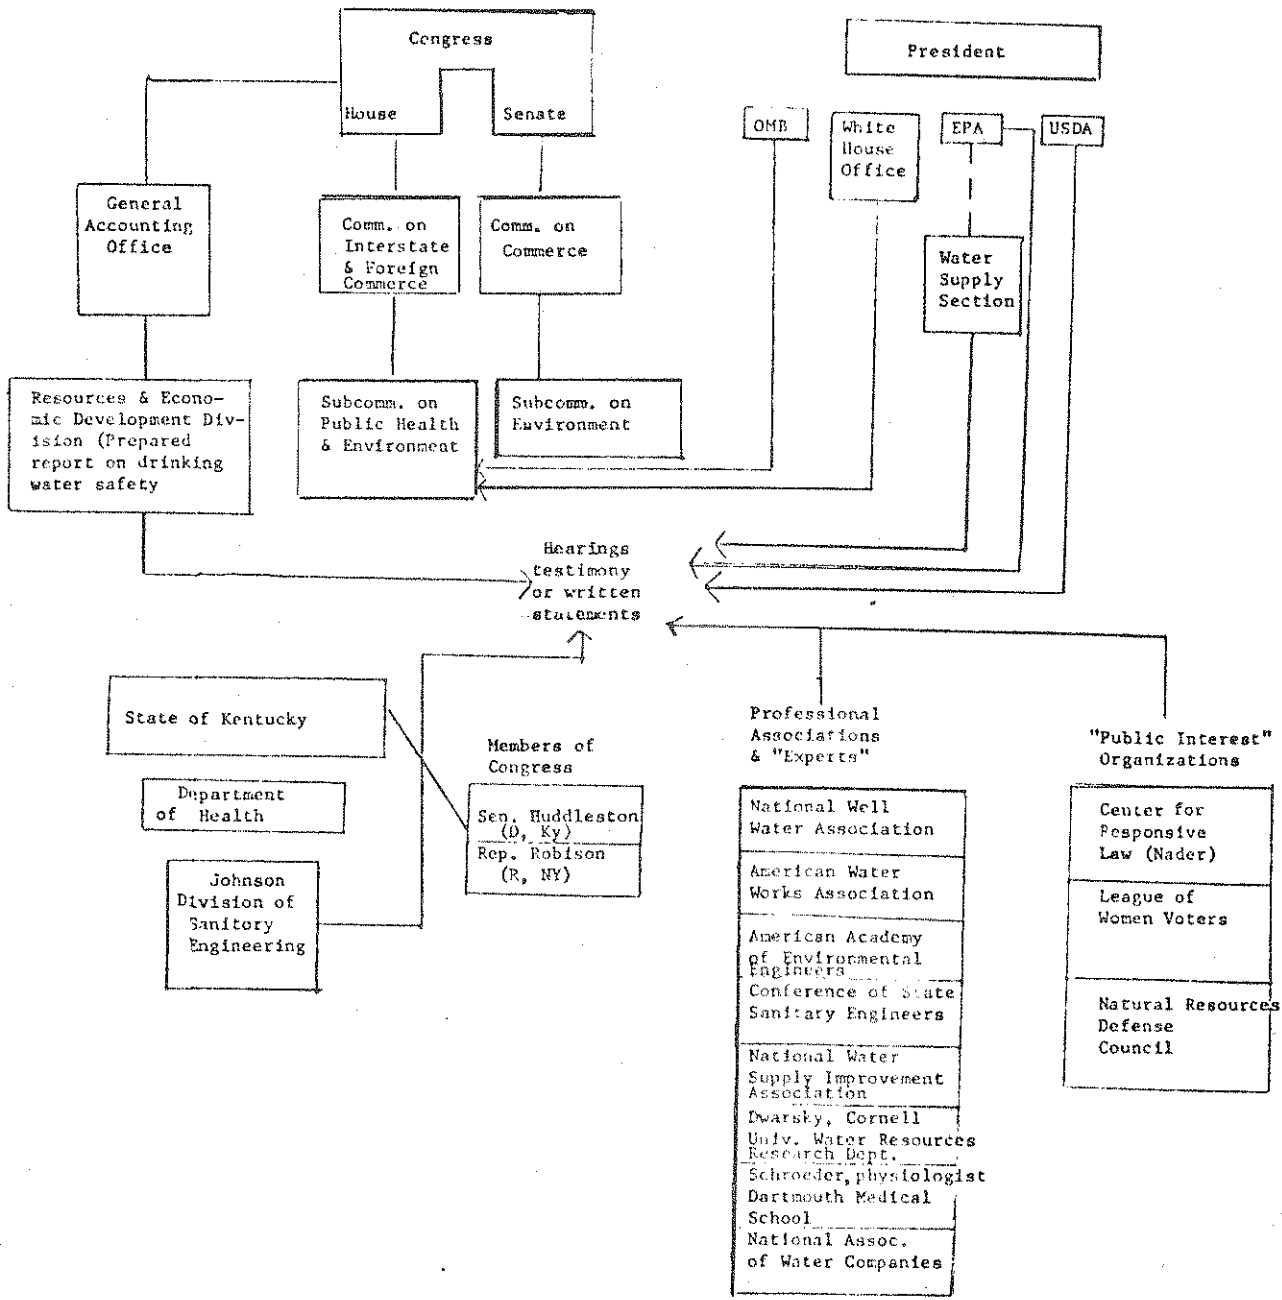 Congress
House
Senate
President
OMB
White
House
Office
EPA
USDA
General
Accounting
Office
Comm. on
Interstate
& Foreign
Commerce
Comm. on
Commerce
Water
Supply
Section
Resources & Econo-
mic Development Div-
ision (Prepared
report on drinking
water safety
Subcomm. on
Public Health
& Environment
Subcomm. on
Environment
Hearings
testimony
or written
statements
State of Kentucky
Department
of Health
Johnson
Division of
Sanitory
Engineering
Members of
Congress
Sen. Huddleston
(D, Ky)
Rep. Robison
(R, NY)
Professional
Associations
& "Experts"
National Well
Water Association
American Water
Works Association
American Academy
of Environmental
Engineers
Conference of State
Sanitary Engineers
National Water
Supply Improvement
Association
Dwarsky, Cornell
Univ. Water Resources
Research Dept.
Schroeder, physiologist
Dartmouth Medical
School
National Assoc.
of Water Companies
"Public Interest"
Organizations
Center for
Responsive
Law (Nader)
League of
Women Voters
Natural Resources
Defense
Council